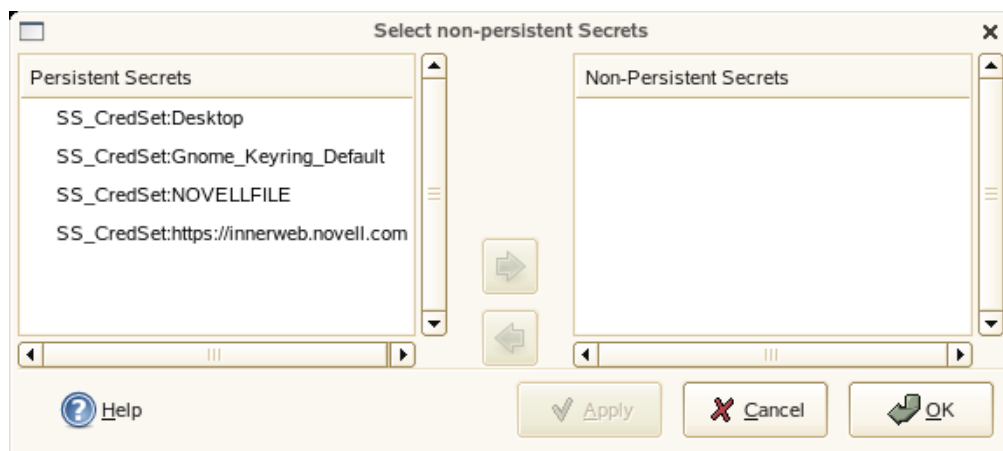 Select non-persistent Secrets
Persistent Secrets
SS_CredSet:Desktop
SS_CredSet:Gnome_Keyring_Default
SS_CredSet:NOVELLFILE
SS_CredSet:https://innerweb.novell.com
Non-Persistent Secrets
Help
Apply
Cancel
OK